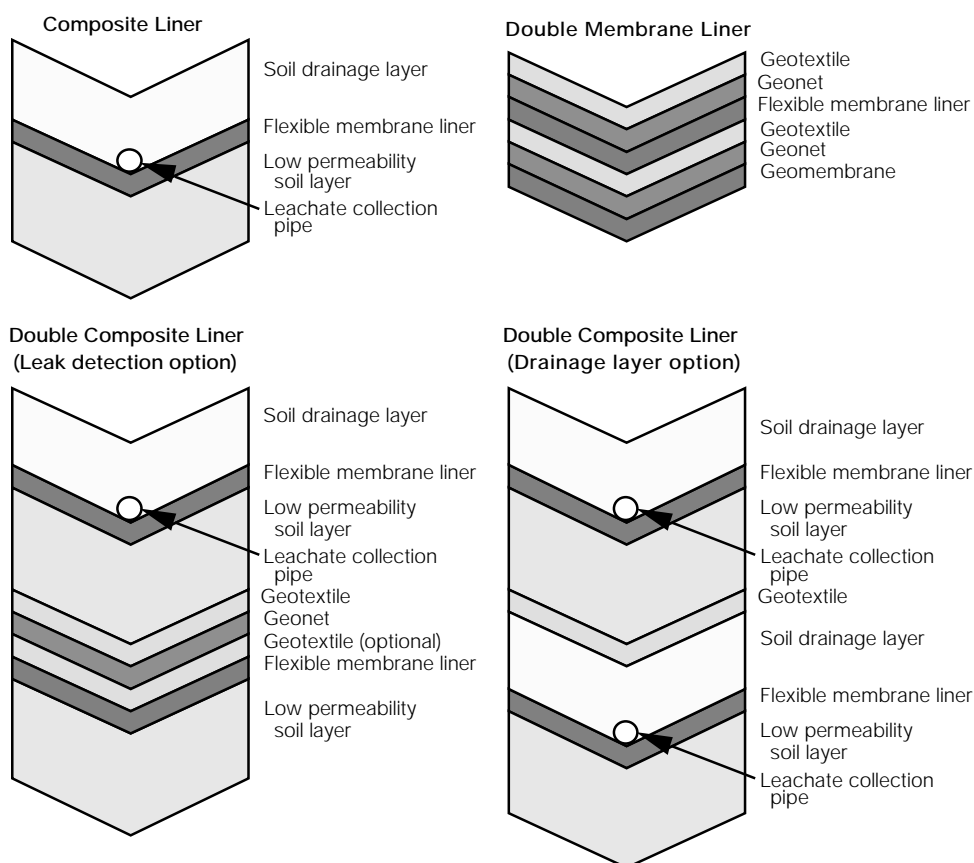 Composite Liner
Soil drainage layer
Flexible membrane liner
Low permeability
soil layer
Leachate collection
pipe
Double Membrane Liner
Geotextile
Geonet
Flexible membrane liner
Geotextile
Geonet
Geomembrane
Double Composite Liner
(Leak detection option)
Soil drainage layer
Flexible membrane liner
Low permeability
soil layer
Leachate collection
pipe
Geotextile
Geonet
Geotextile (optional)
Flexible membrane liner
Low permeability
soil layer
Double Composite Liner
(Drainage layer option)
Soil drainage layer
Flexible membrane liner
Low permeability
soil layer
Leachate collection
pipe
Geotextile
Soil drainage layer
Flexible membrane liner
Low permeability
soil layer
Leachate collection
pipe